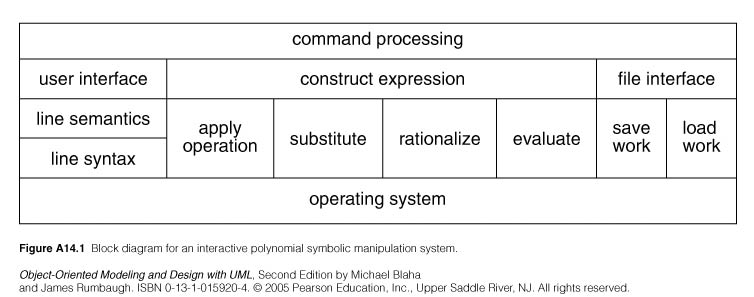 command processing
user interface
construct expression
file interface
line semantics
line syntax
apply
operation
substitute
rationalize
evaluate
save
work
load
work
operating system
Figure A14.1 Block diagram for an interactive polynomial symbolic manipulation system.
Object-Oriented Modeling and Design with UML, Second Edition by Michael Blaha
and James Rumbaugh. ISBN 0-13-1-015920-4. © 2005 Pearson Education, Inc., Upper Saddle River, NJ. All rights reserved.